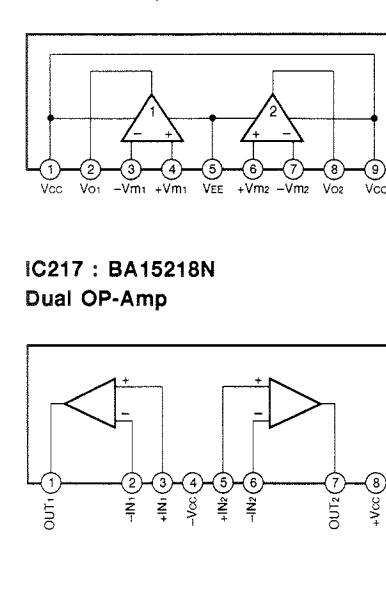 1 2
− + + −
1 2 3 4 5 6 7 8 9
Vcc Vo1 −Vm1 +Vm1 VEE +Vm2 −Vm2 Vo2 Vcc
IC217 : BA15218N
Dual OP-Amp
+ +
− −
1 2 3 4 5 6 7 8
OUT1 −IN1 +IN1 −Vcc +IN2 −IN2 OUT2 +Vcc